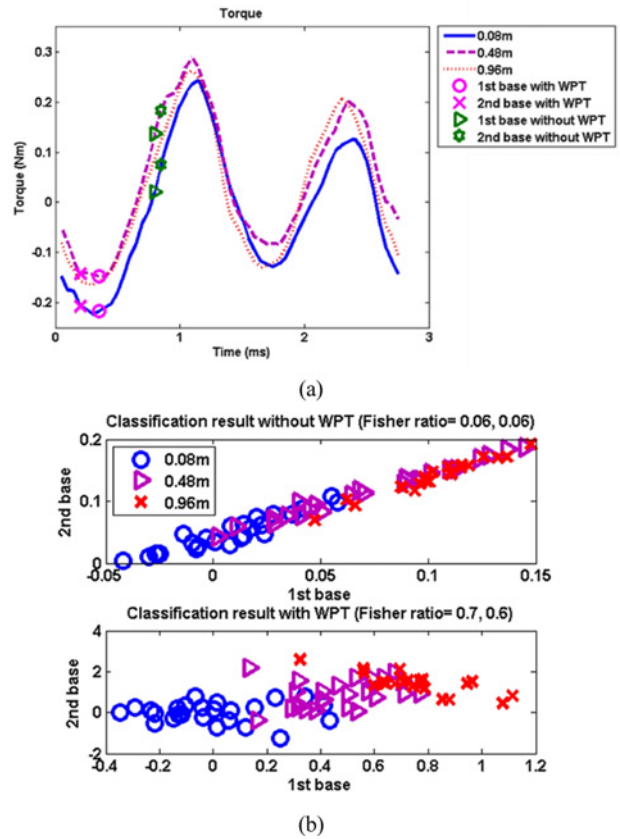 Torque
0.3
0.2
0.1
0
-0.1
-0.2
Torque (Nm)
0
1
2
3
Time (ms)
0.08m
0.48m
0.96m
1st base with WPT
2nd base with WPT
1st base without WPT
2nd base without WPT
(a)
Classification result without WPT (Fisher ratio= 0.06, 0.06)
0.2
0.1
0
2nd base
0.08m
0.48m
0.96m
-0.05
0
0.05
0.1
0.15
1st base
Classification result with WPT (Fisher ratio= 0.7, 0.6)
4
2
0
-2
2nd base
-0.4
-0.2
0
0.2
0.4
0.6
0.8
1
1.2
1st base
(b)